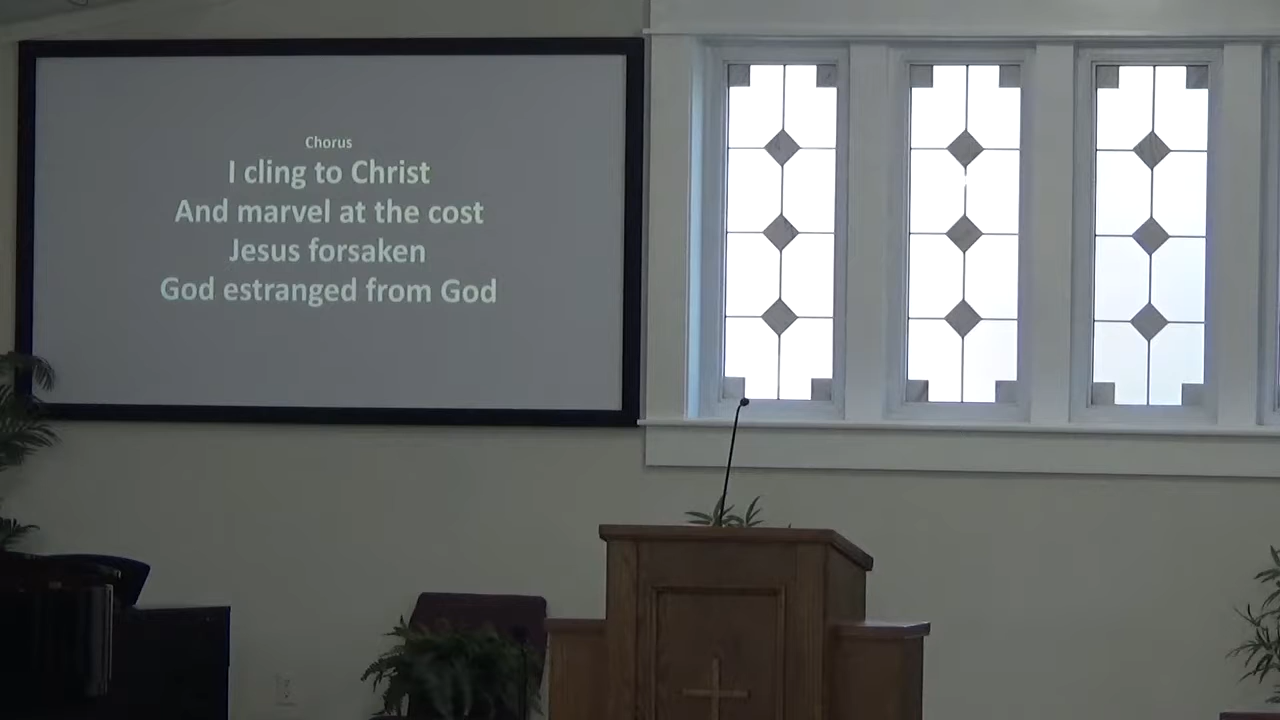 Chorus
I cling to Christ
And marvel at the cost
Jesus forsaken
God estranged from God